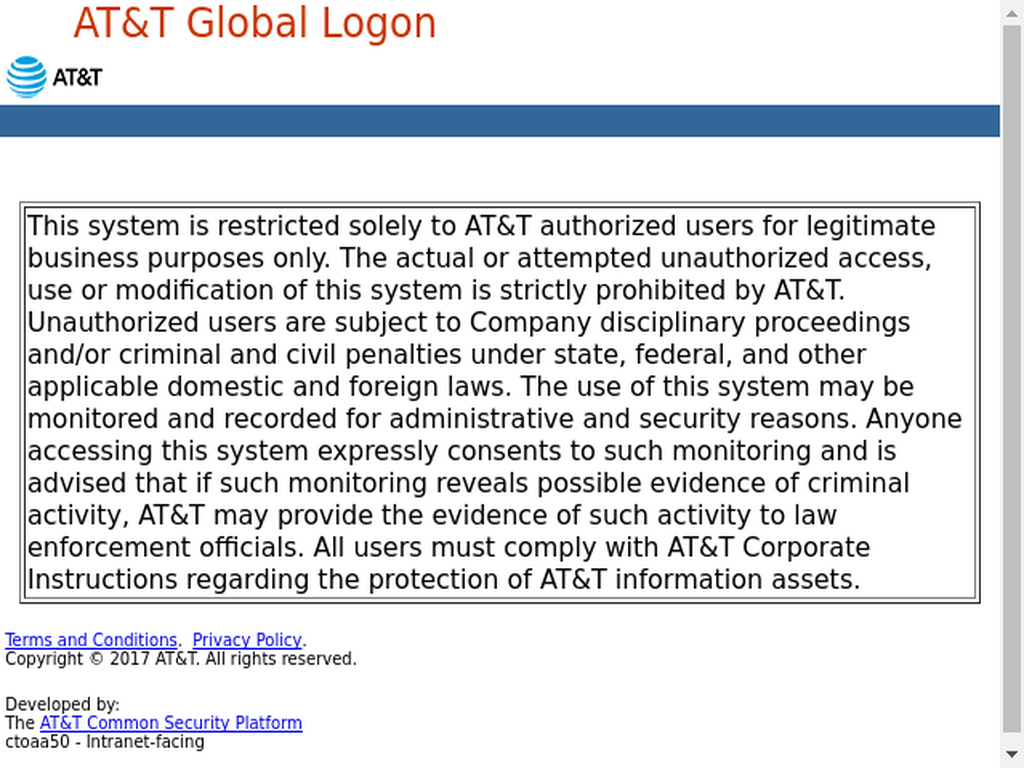 AT&T Global Logon
AT&T
This system is restricted solely to AT&T authorized users for legitimate
business purposes only. The actual or attempted unauthorized access,
use or modification of this system is strictly prohibited by AT&T.
Unauthorized users are subject to Company disciplinary proceedings
and/or criminal and civil penalties under state, federal, and other
applicable domestic and foreign laws. The use of this system may be
monitored and recorded for administrative and security reasons. Anyone
accessing this system expressly consents to such monitoring and is
advised that if such monitoring reveals possible evidence of criminal
activity, AT&T may provide the evidence of such activity to law
enforcement officials. All users must comply with AT&T Corporate
Instructions regarding the protection of AT&T information assets.
Terms and Conditions. Privacy Policy.
Copyright © 2017 AT&T. All rights reserved.
Developed by:
The AT&T Common Security Platform
ctoaa50 - Intranet-facing